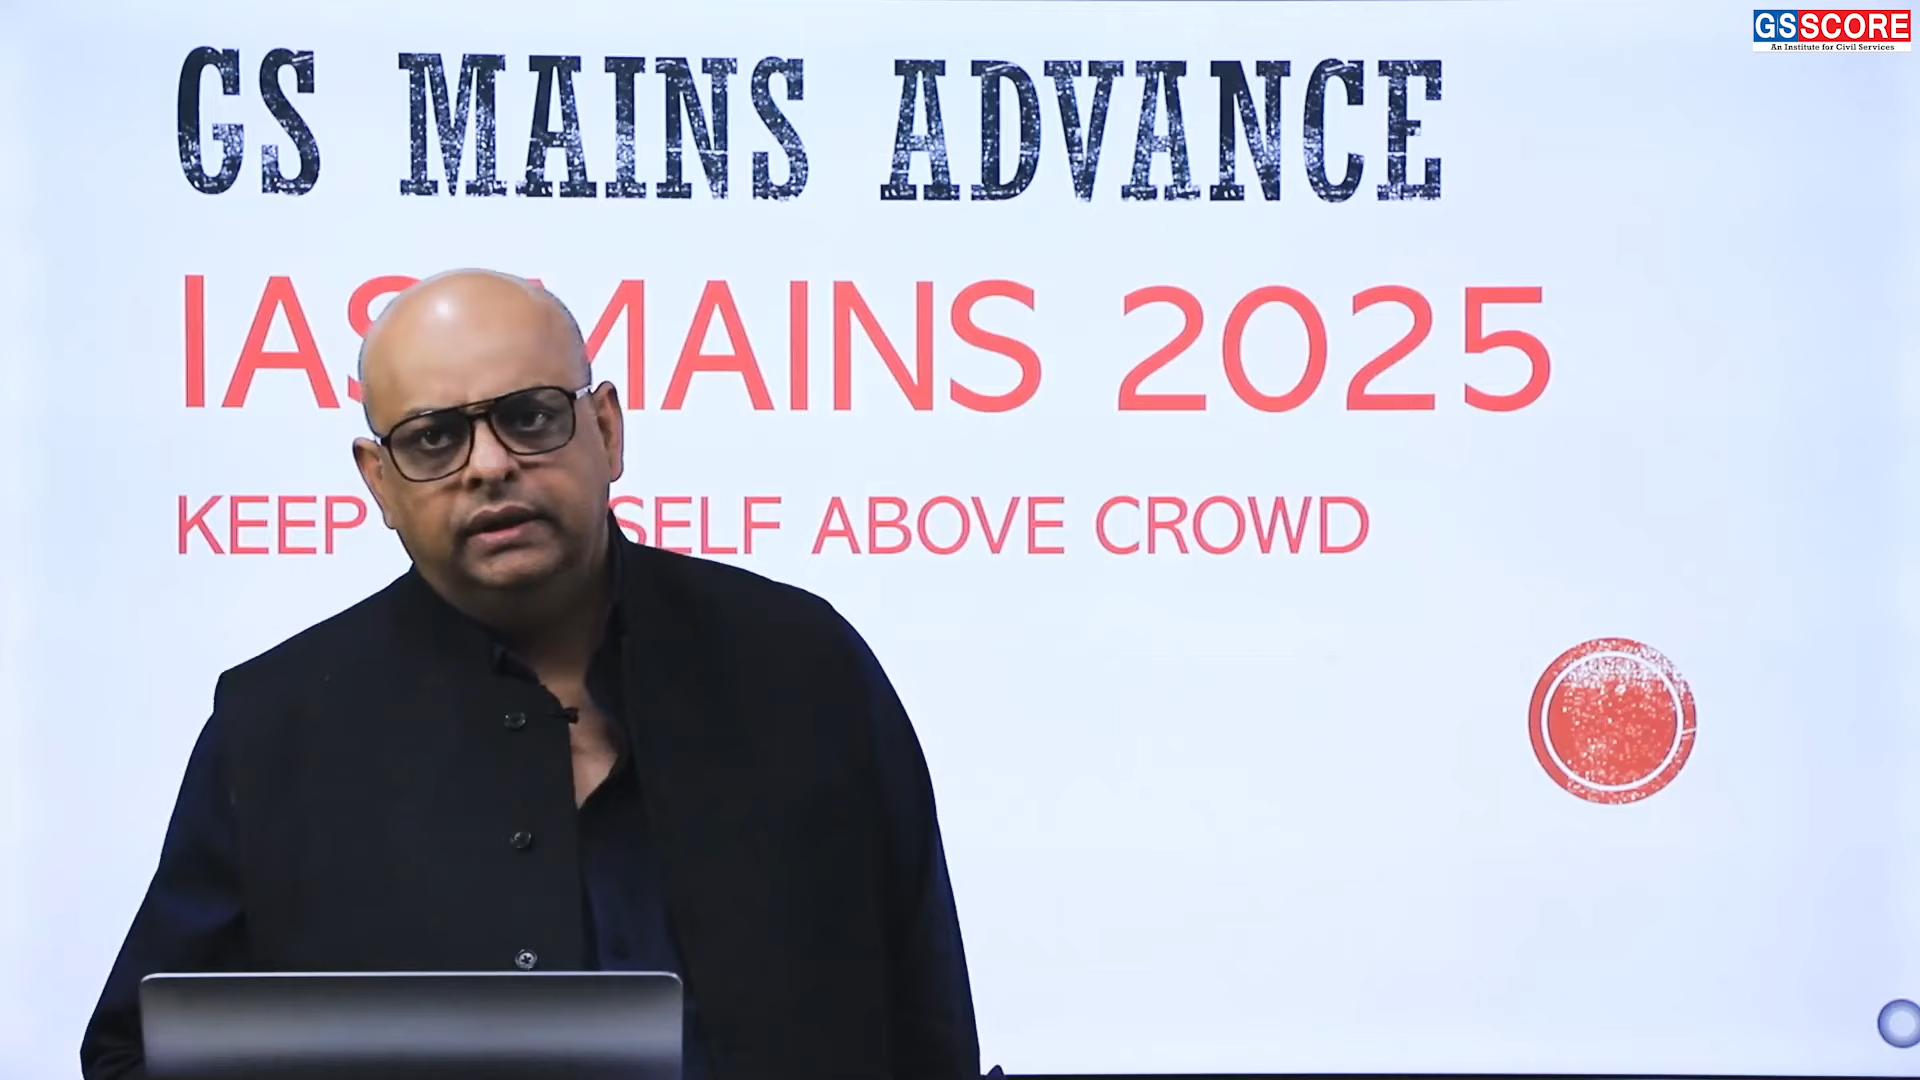 GSSCORE
An Institute for Civil Services
GS MAINS ADVANCE
IAS MAINS 2025
KEEP SELF ABOVE CROWD